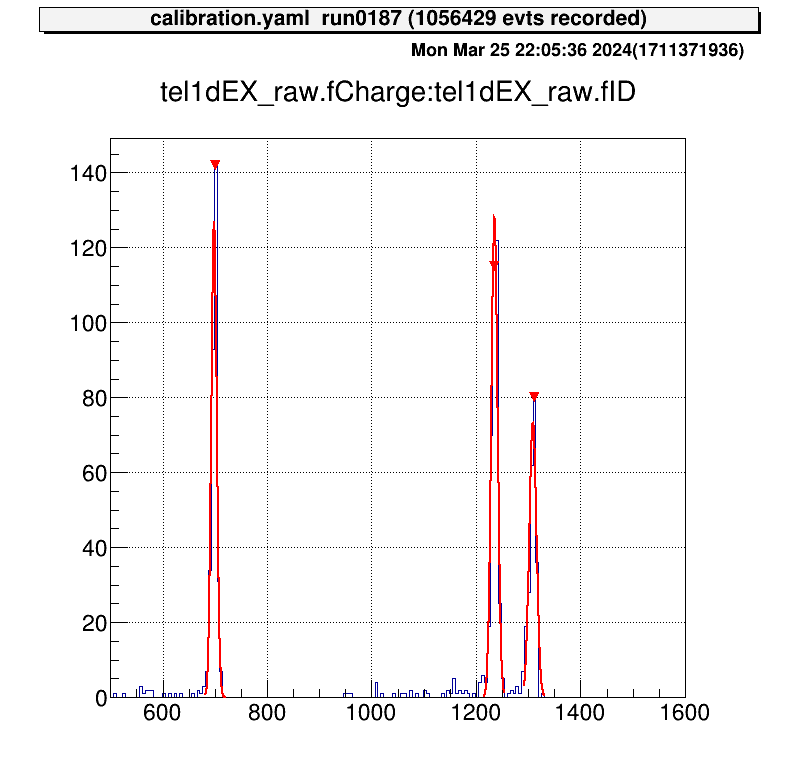 calibration.yaml run0187 (1056429 evts recorded)
Mon Mar 25 22:05:36 2024(1711371936)
tel1dEX_raw.fCharge:tel1dEX_raw.fID
140
120
100
80
60
40
20
0
600 800 1000 1200 1400 1600